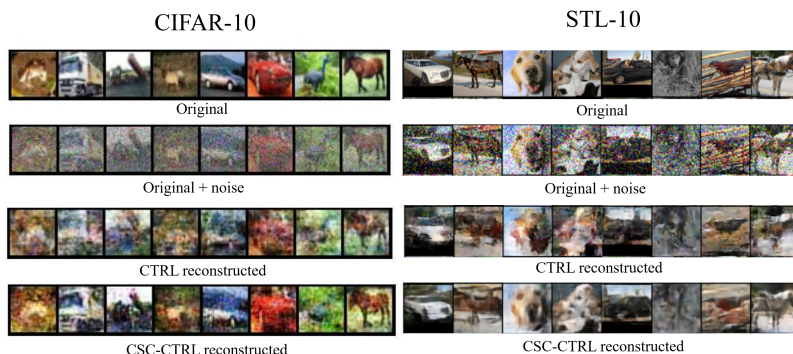 CIFAR-10
Original
Original + noise
CTRL reconstructed
CSC-CTRL reconstructed
STL-10
Original
Original + noise
CTRL reconstructed
CSC-CTRL reconstructed